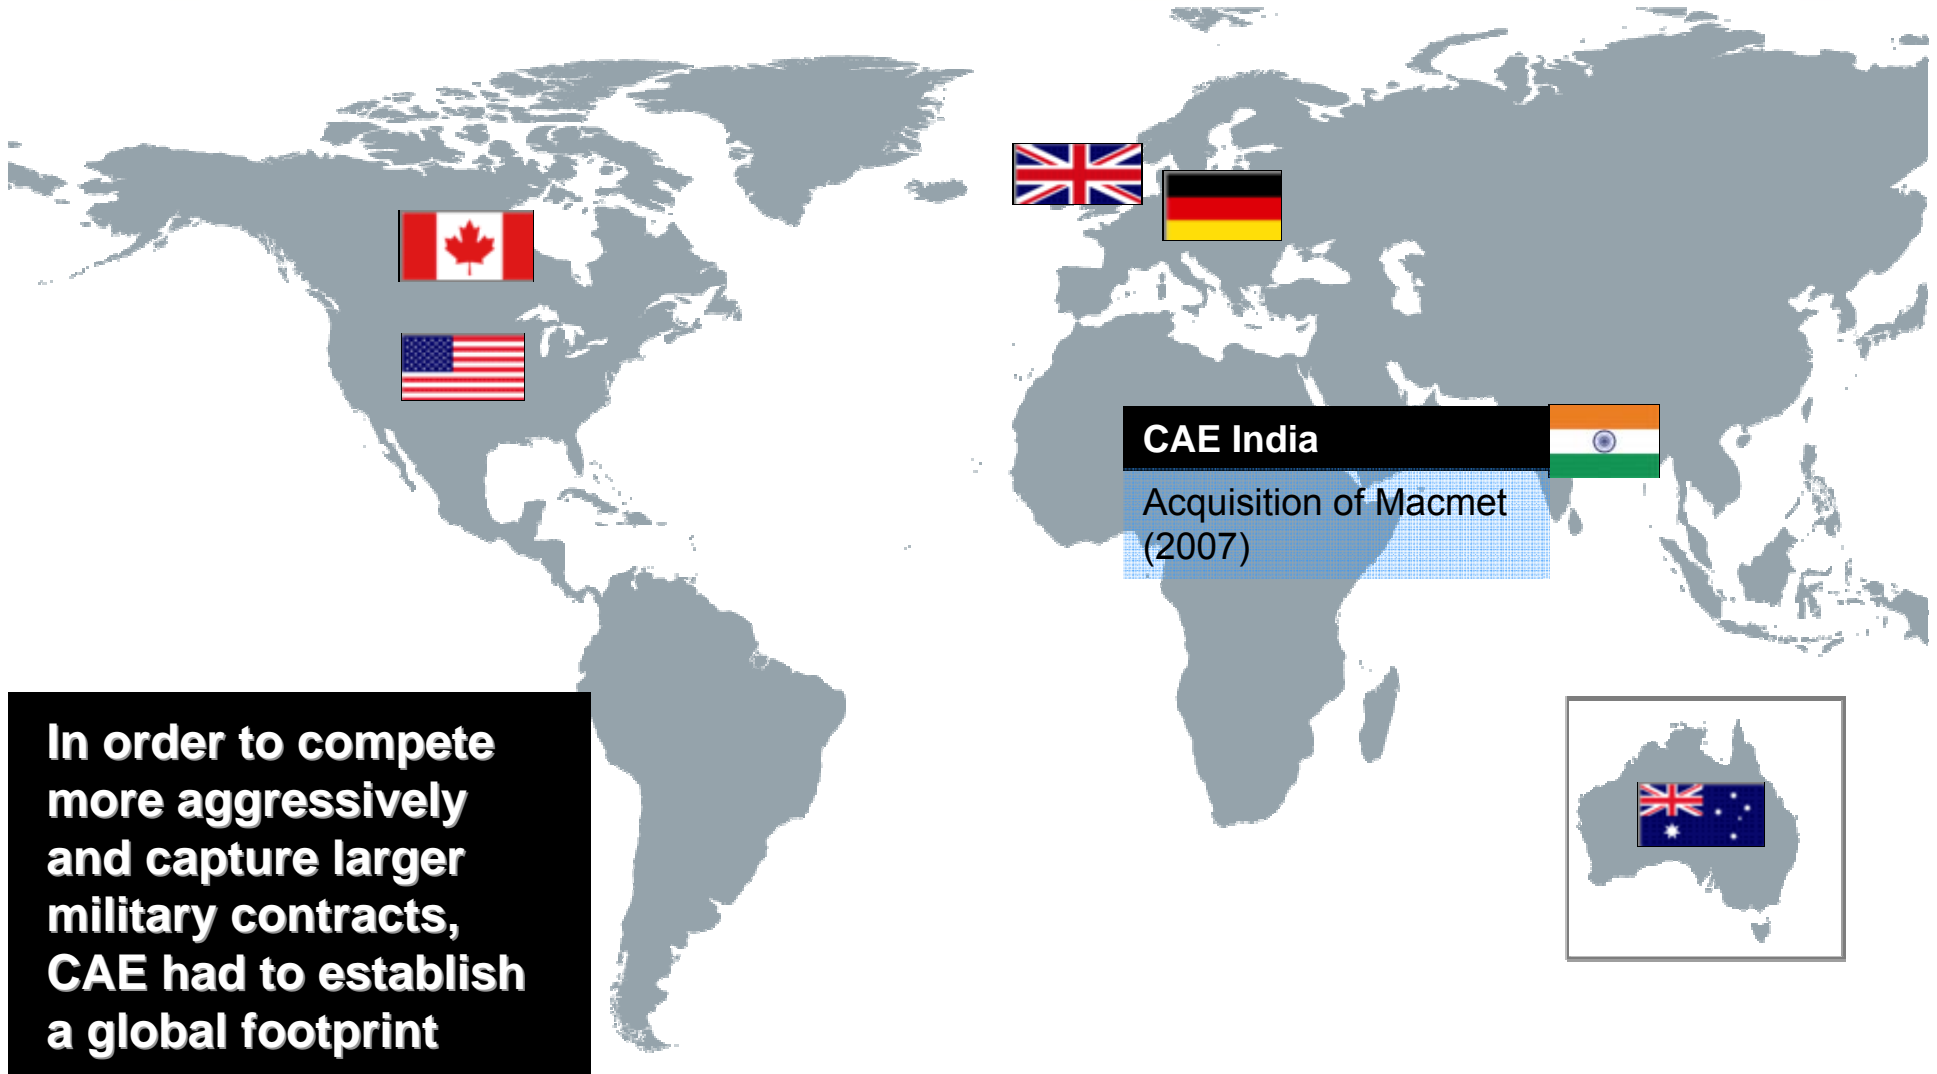 CAE India
Acquisition of Macmet
(2007)
In order to compete
more aggressively
and capture larger
military contracts,
CAE had to establish
a global footprint